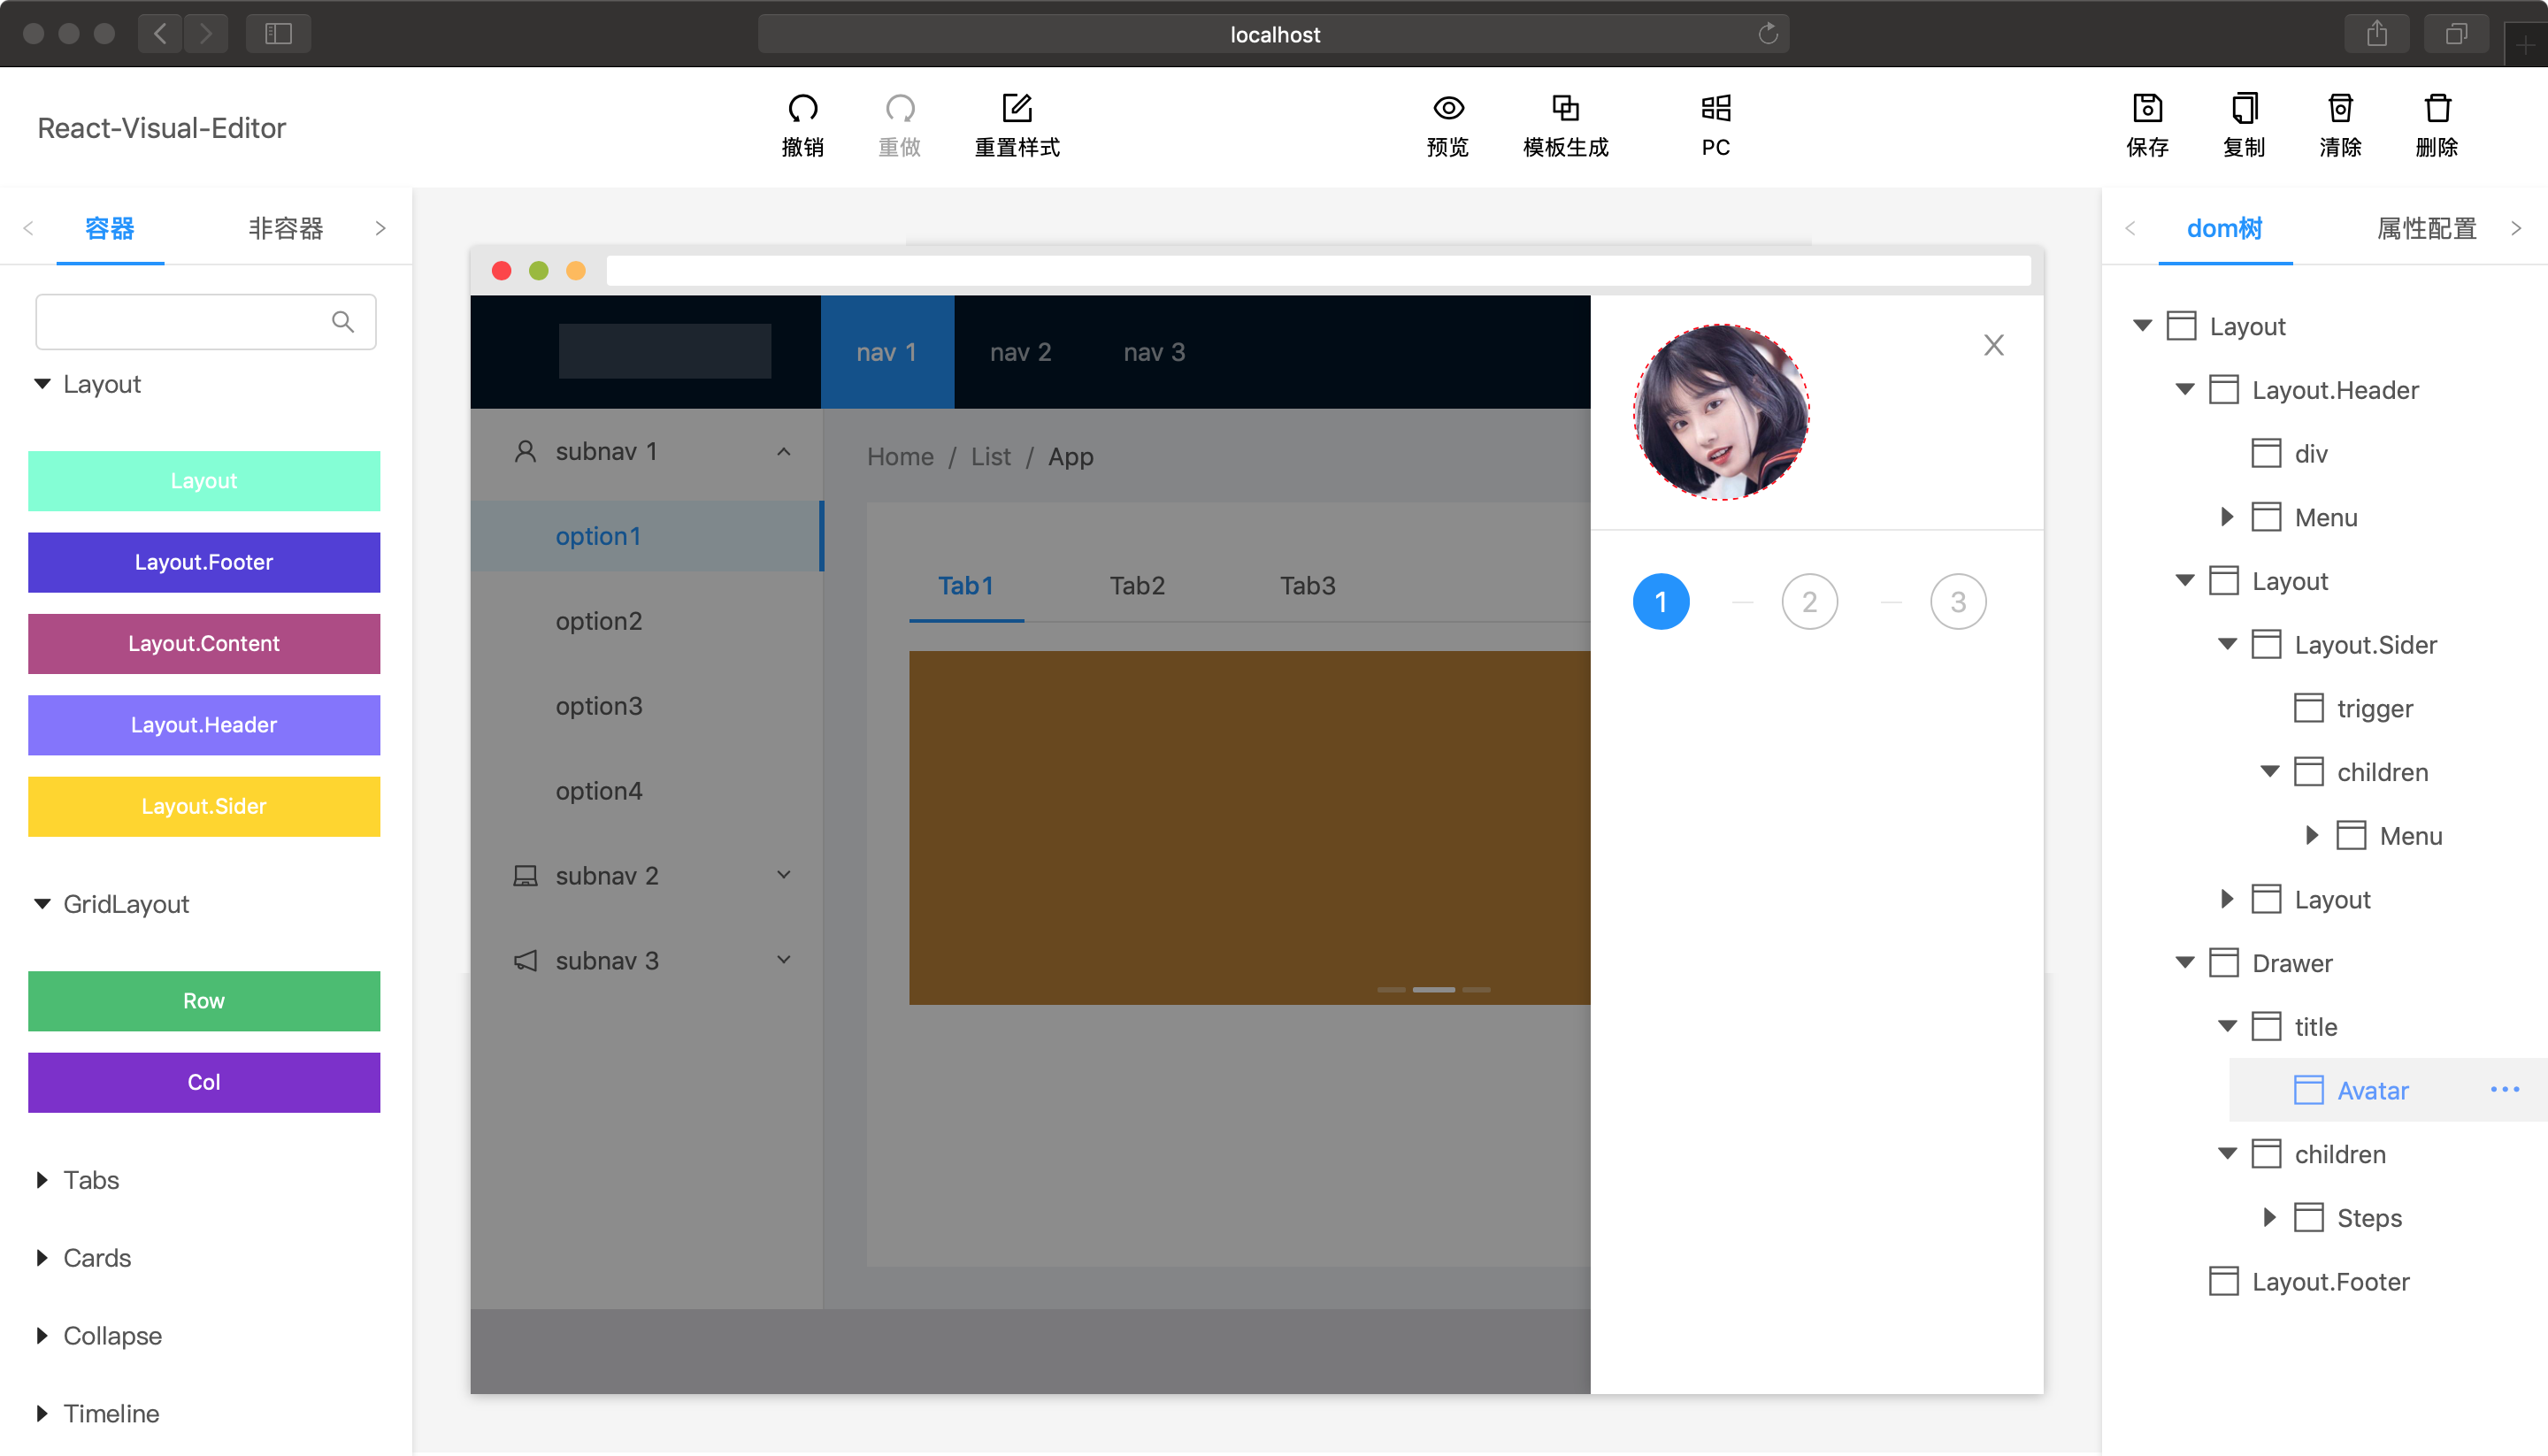 localhost
React-Visual-Editor
撤销
重做
重置样式
预览
模板生成
PC
保存
复制
清除
删除
容器
非容器
Layout
Layout
Layout.Footer
Layout.Content
Layout.Header
Layout.Sider
GridLayout
Row
Col
Tabs
Cards
Collapse
Timeline
nav 1
nav 2
nav 3
subnav 1
option1
option2
option3
option4
subnav 2
subnav 3
Home / List / App
Tab1
Tab2
Tab3
1
2
3
dom树
属性配置
Layout
Layout.Header
div
Menu
Layout
Layout.Sider
trigger
children
Menu
Layout
Drawer
title
Avatar
children
Steps
Layout.Footer